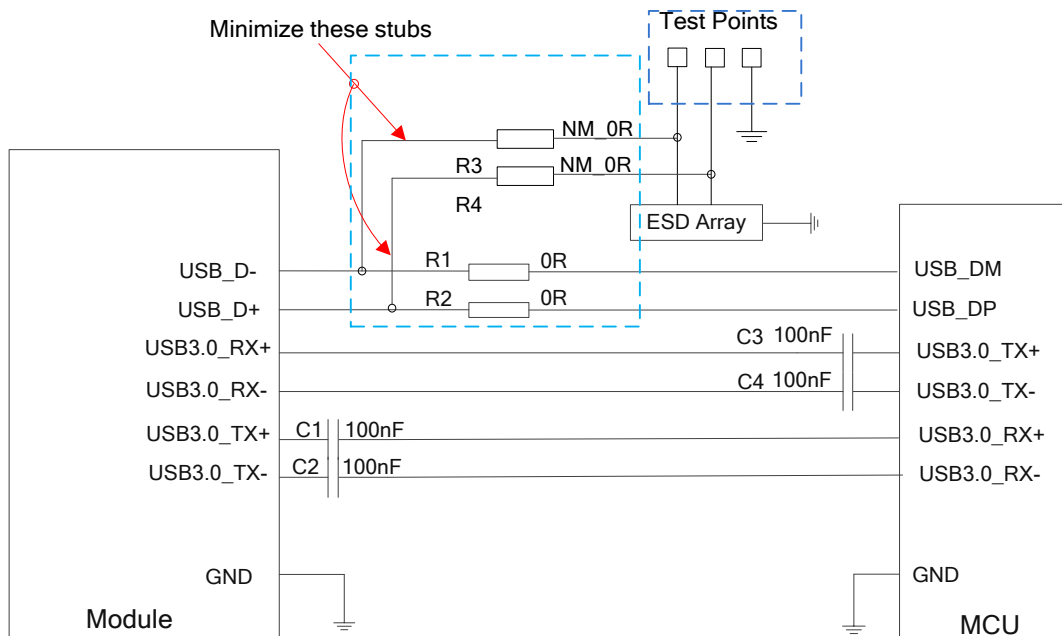 Minimize these stubs
Test Points
NM_0R
R3
NM_0R
R4
ESD Array
USB_D-
R1
0R
USB_DM
USB_D+
R2
0R
USB_DP
USB3.0_RX+
C3
100nF
USB3.0_TX+
USB3.0_RX-
C4
100nF
USB3.0_TX-
USB3.0_TX+
C1
100nF
USB3.0_RX+
USB3.0_TX-
C2
100nF
USB3.0_RX-
GND
GND
Module
MCU